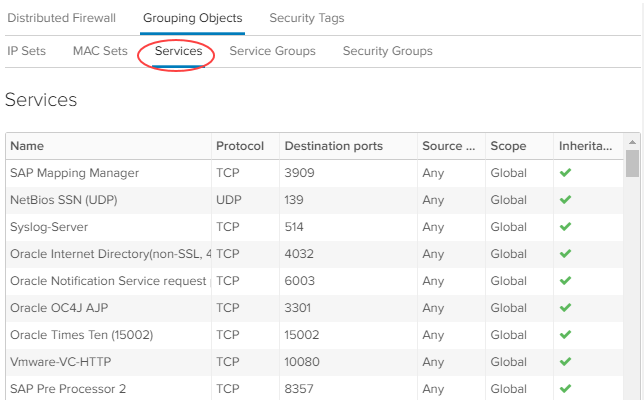 Distributed Firewall Grouping Objects Security Tags
IP Sets MAC Sets Services Service Groups Security Groups
Services
Name Protocol Destination ports Source ... Scope Inherita...
SAP Mapping Manager TCP 3909 Any Global
NetBios SSN (UDP) UDP 139 Any Global
Syslog-Server TCP 514 Any Global
Oracle Internet Directory(non-SSL, 4 TCP 4032 Any Global
Oracle Notification Service request TCP 6003 Any Global
Oracle OC4J AJP TCP 3301 Any Global
Oracle Times Ten (15002) TCP 15002 Any Global
Vmware-VC-HTTP TCP 10080 Any Global
SAP Pre Processor 2 TCP 8357 Any Global